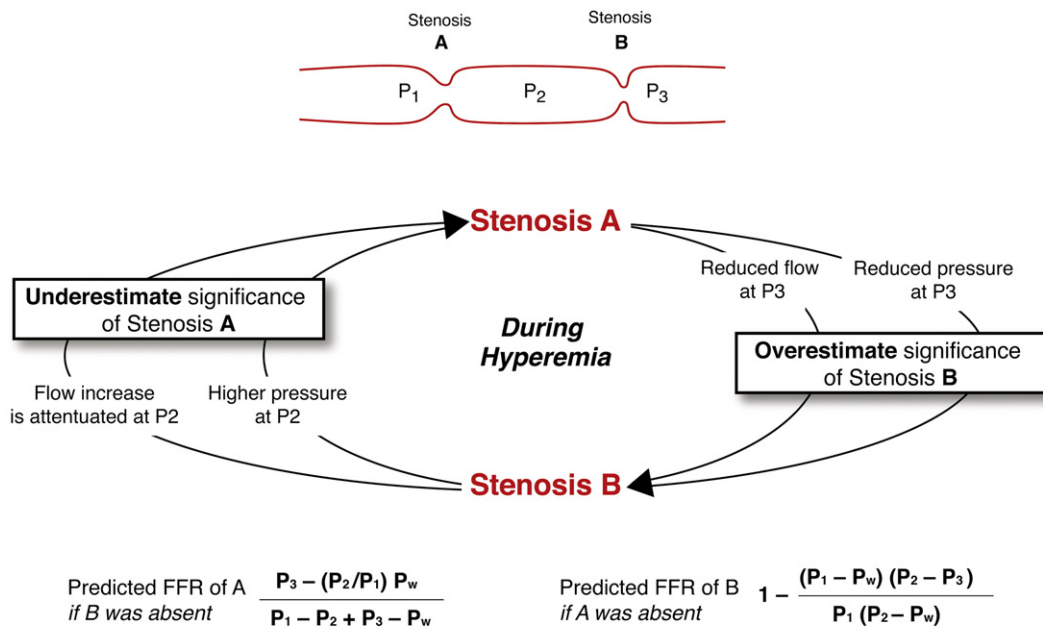 Stenosis
A
Stenosis
B
P1
P2
P3
Stenosis A
Reduced flow
at P3
Reduced pressure
at P3
Underestimate significance
of Stenosis A
During
Hyperemia
Overestimate significance
of Stenosis B
Flow increase
is attentuated at P2
Higher pressure
at P2
Stenosis B
Predicted FFR of A
if B was absent
P3 – (P2/P1) Pw
P1 – P2 + P3 – Pw
Predicted FFR of B
if A was absent
1 –
(P1 – Pw) (P2 – P3)
P1 (P2 – Pw)